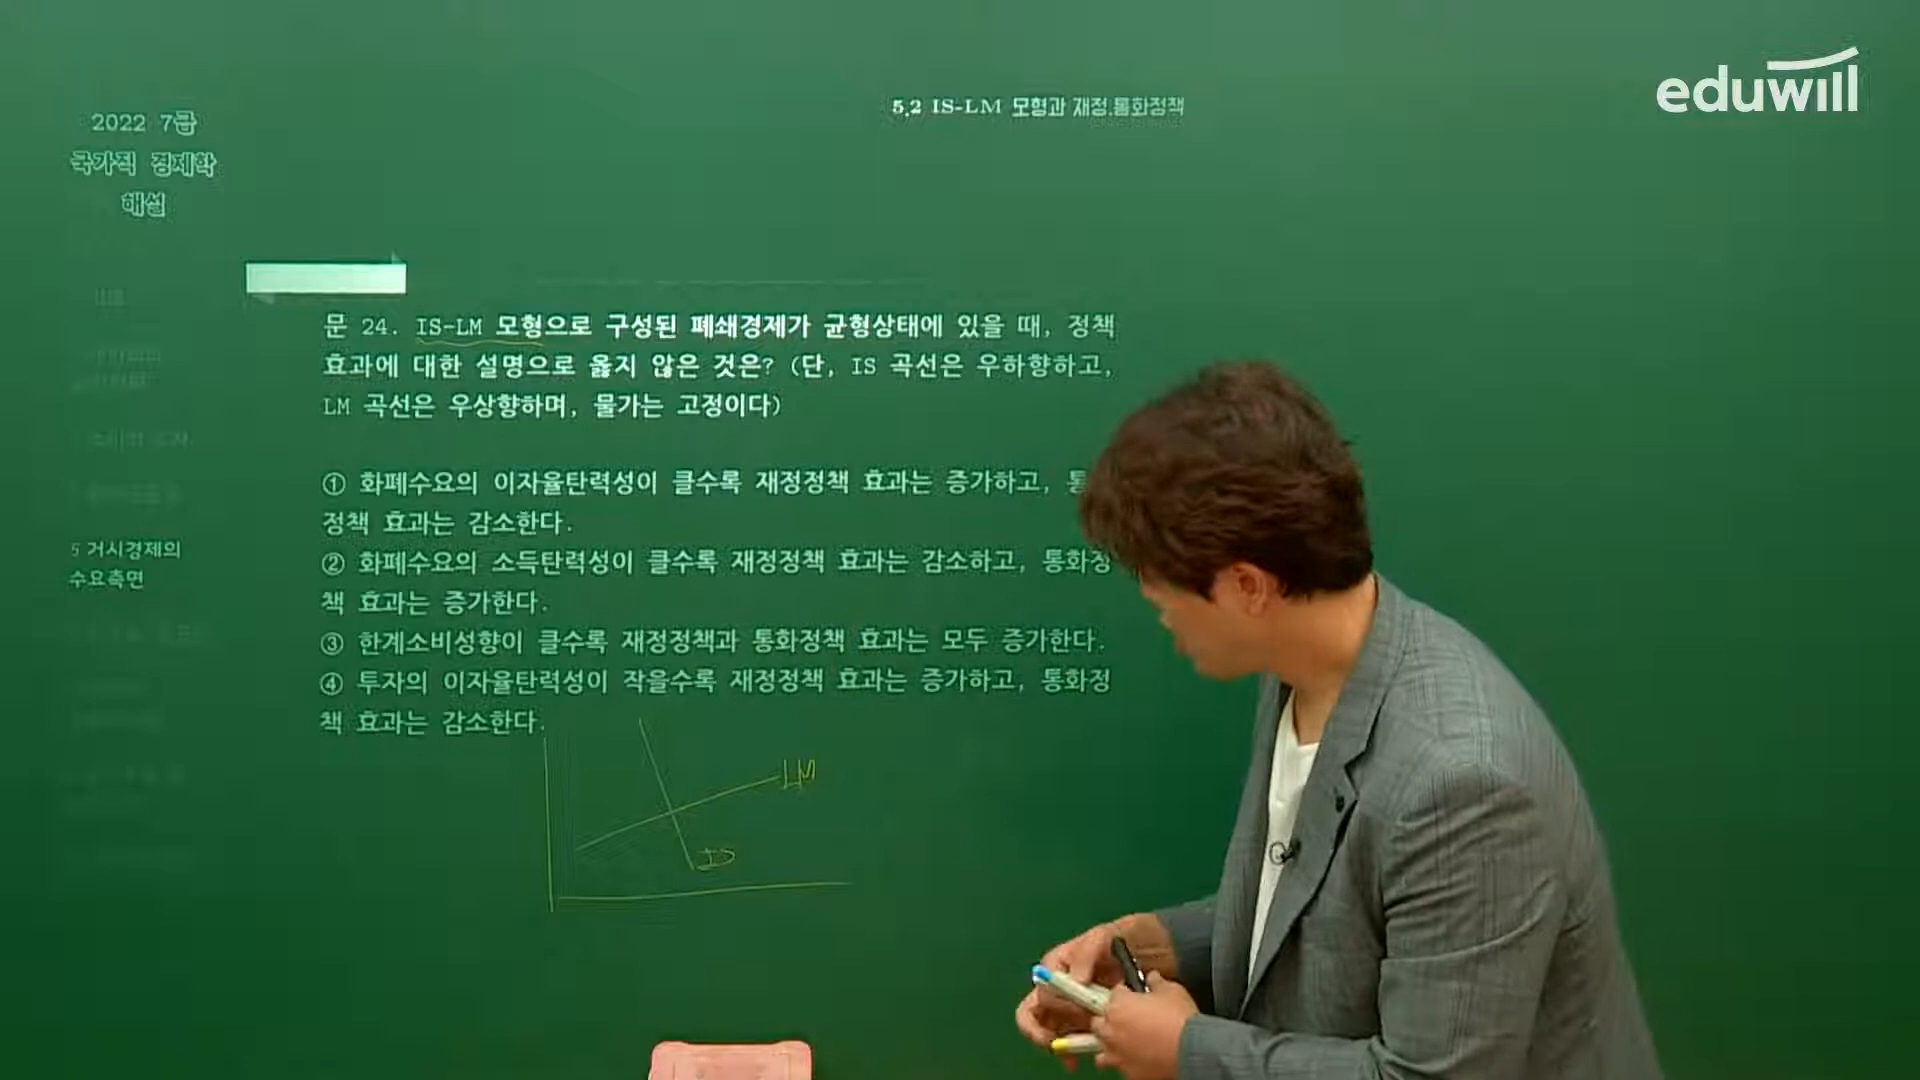 eduwill
5.2 IS-LM 모형과 재정.통화정책
2022 7급
국가직 경제학
해설
5 거시경제의
수요측면
문 24. IS-LM 모형으로 구성된 폐쇄경제가 균형상태에 있을 때, 정책
효과에 대한 설명으로 옳지 않은 것은? (단, IS 곡선은 우하향하고,
LM 곡선은 우상향하며, 물가는 고정이다)
① 화폐수요의 이자율탄력성이 클수록 재정정책 효과는 증가하고,
정책 효과는 감소한다.
② 화폐수요의 소득탄력성이 클수록 재정정책 효과는 감소하고, 통화정
책 효과는 증가한다.
③ 한계소비성향이 클수록 재정정책과 통화정책 효과는 모두 증가한다.
④ 투자의 이자율탄력성이 작을수록 재정정책 효과는 증가하고, 통화정
책 효과는 감소한다.
LM
IS